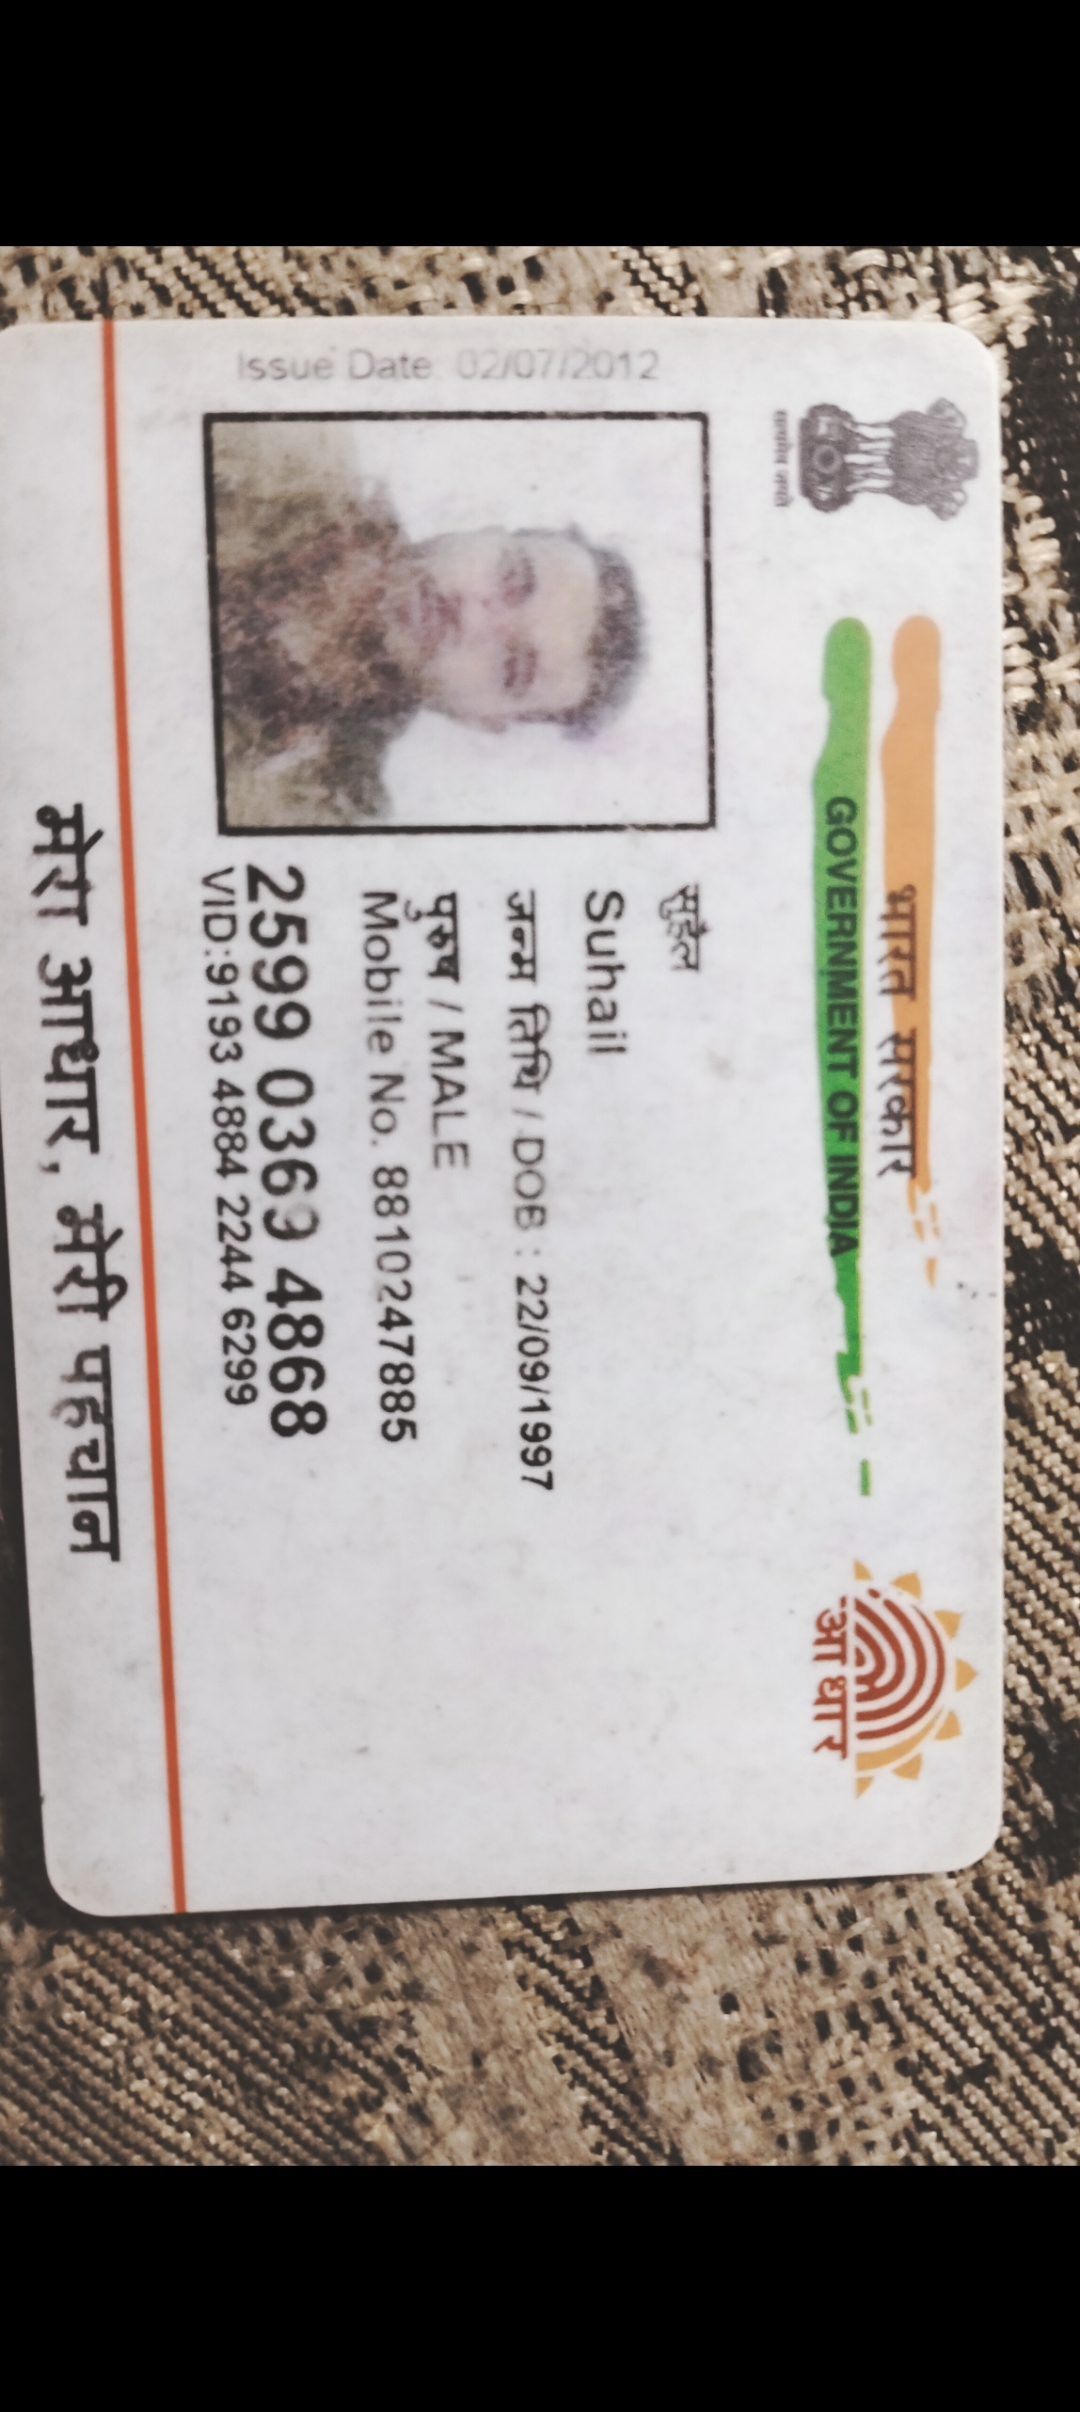 भारत सरकार
GOVERNMENT OF INDIA
आधार
सत्यमेव जयते
Issue Date: 02/07/2012
सुहैल
Suhail
जन्म तिथि / DOB : 22/09/1997
पुरुष / MALE
Mobile No. 8810247885
2599 0369 4868
VID:9193 4884 2244 6299
मेरा आधार, मेरी पहचान